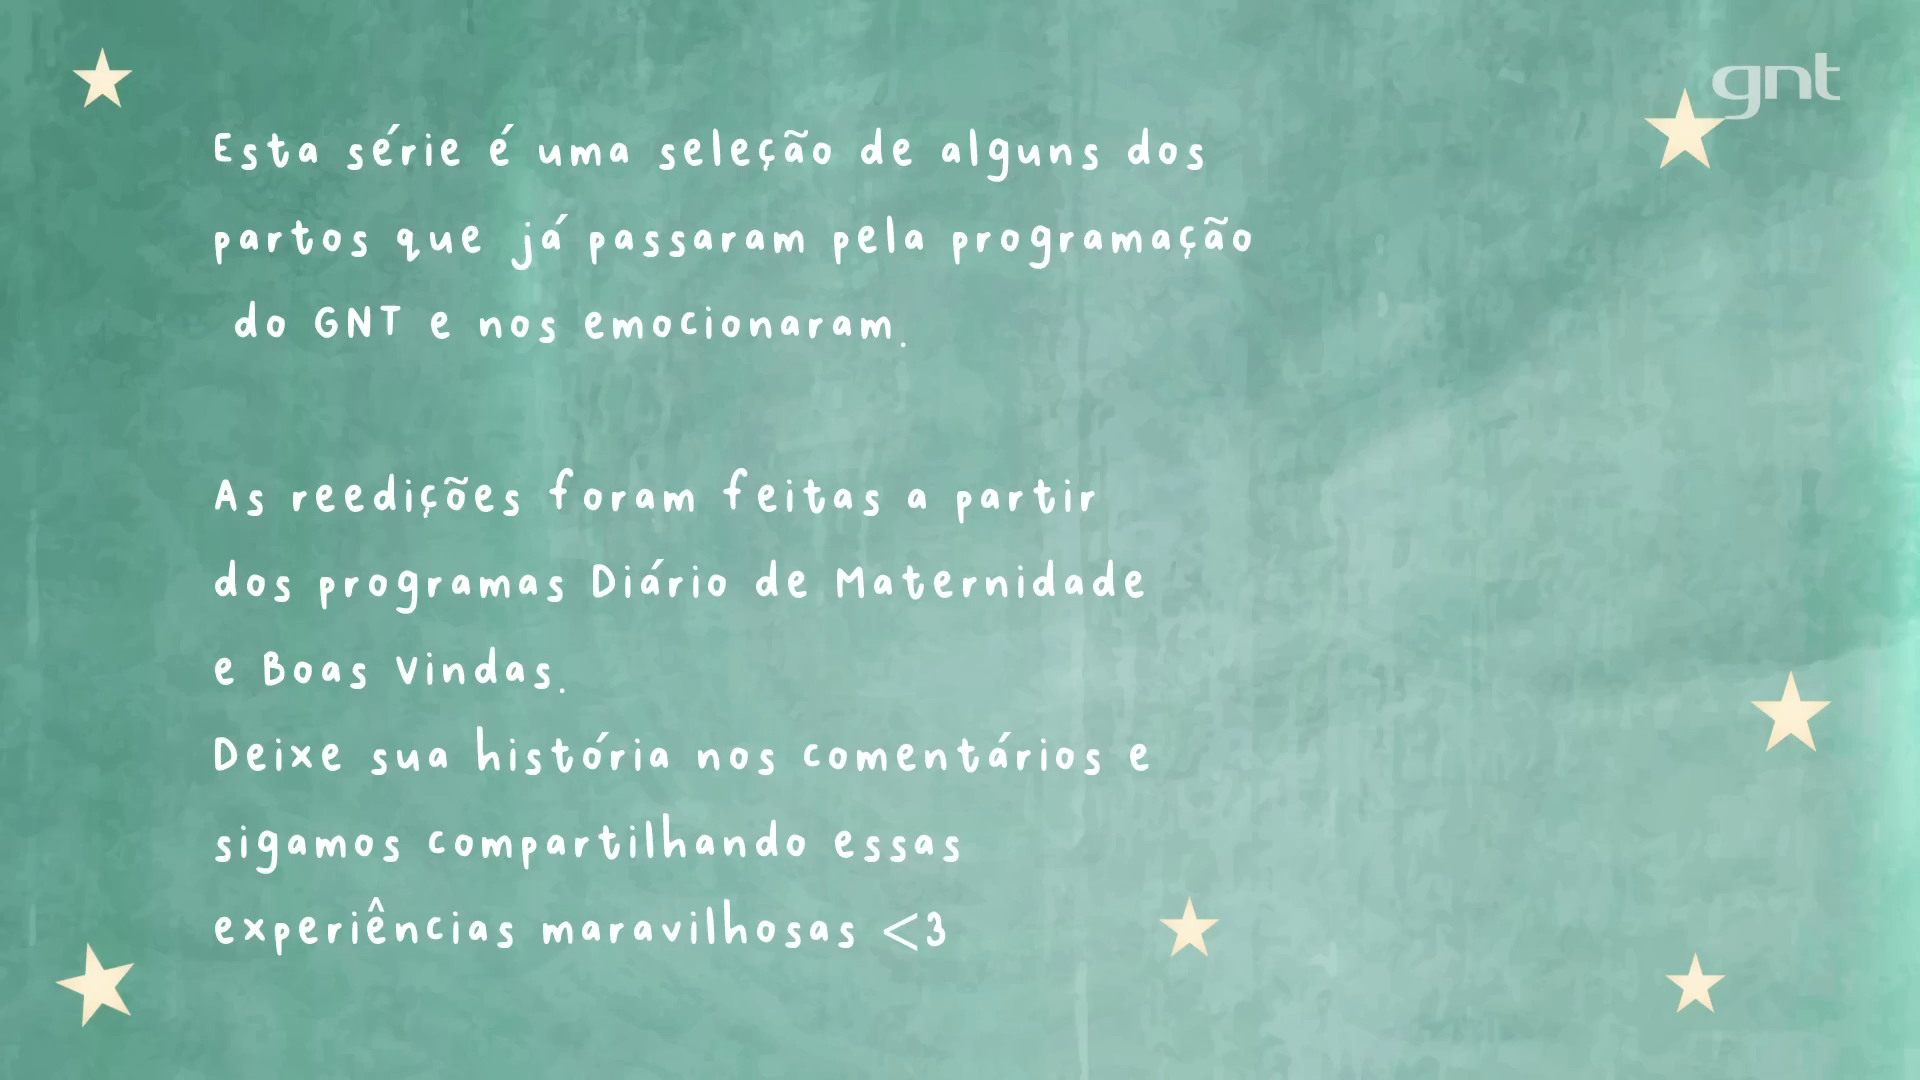 gnt
Esta série é uma seleção de alguns dos
partos que já passaram pela programação
do GNT e nos emocionaram.
As reedições foram feitas a partir
dos programas Diário de Maternidade
e Boas Vindas.
Deixe sua história nos comentários e
sigamos compartilhando essas
experiências maravilhosas <3